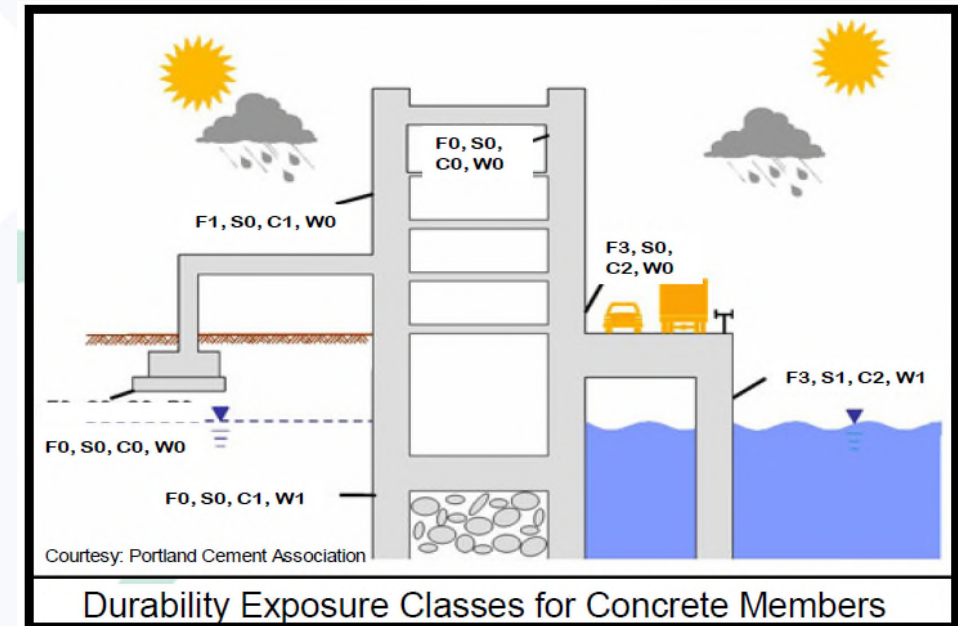 F0, S0,
C0, W0
F1, S0, C1, W0
F3, S0,
C2, W0
F3, S1, C2, W1
F0, S0, C0, W0
F0, S0, C1, W1
Courtesy: Portland Cement Association
Durability Exposure Classes for Concrete Members